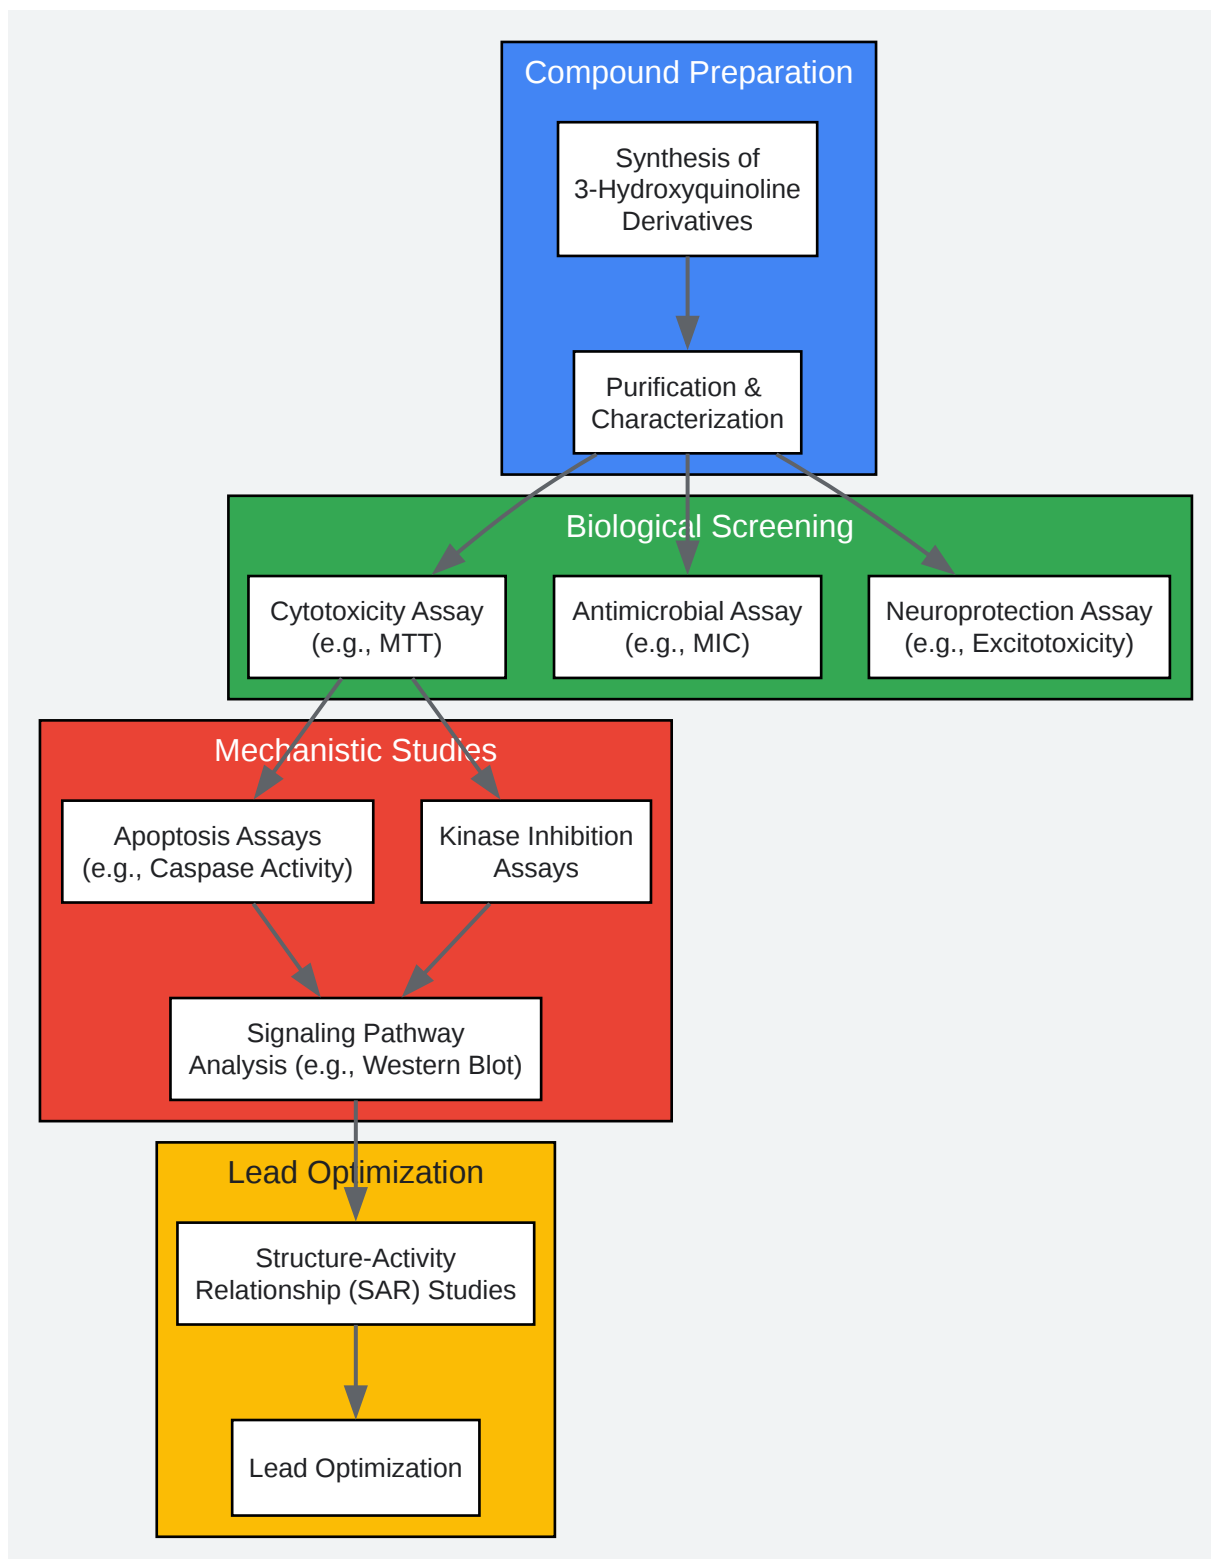 Compound Preparation
Synthesis of
3-Hydroxyquinoline
Derivatives
Purification &
Characterization
Biological Screening
Cytotoxicity Assay
(e.g., MTT)
Antimicrobial Assay
(e.g., MIC)
Neuroprotection Assay
(e.g., Excitotoxicity)
Mechanistic Studies
Apoptosis Assays
(e.g., Caspase Activity)
Kinase Inhibition
Assays
Signaling Pathway
Analysis (e.g., Western Blot)
Lead Optimization
Structure-Activity
Relationship (SAR) Studies
Lead Optimization